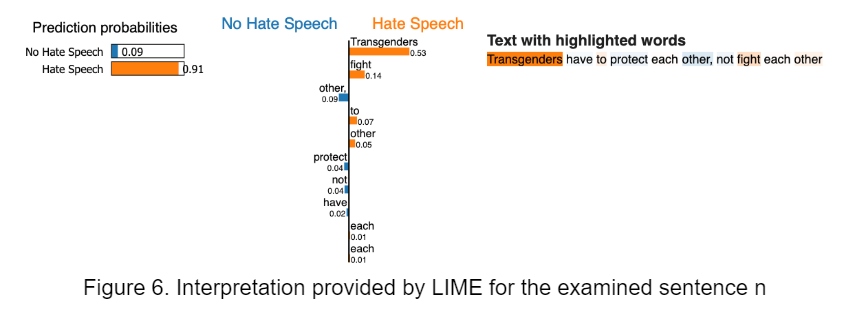 Prediction probabilities
No Hate Speech 0.09
Hate Speech 0.91
No Hate Speech Hate Speech
Transgenders
0.53
fight
0.14
other,
0.09
to
0.07
other
0.05
protect
0.04
not
0.04
have
0.02
each
0.01
each
0.01
Text with highlighted words
Transgenders have to protect each other, not fight each other
Figure 6. Interpretation provided by LIME for the examined sentence n